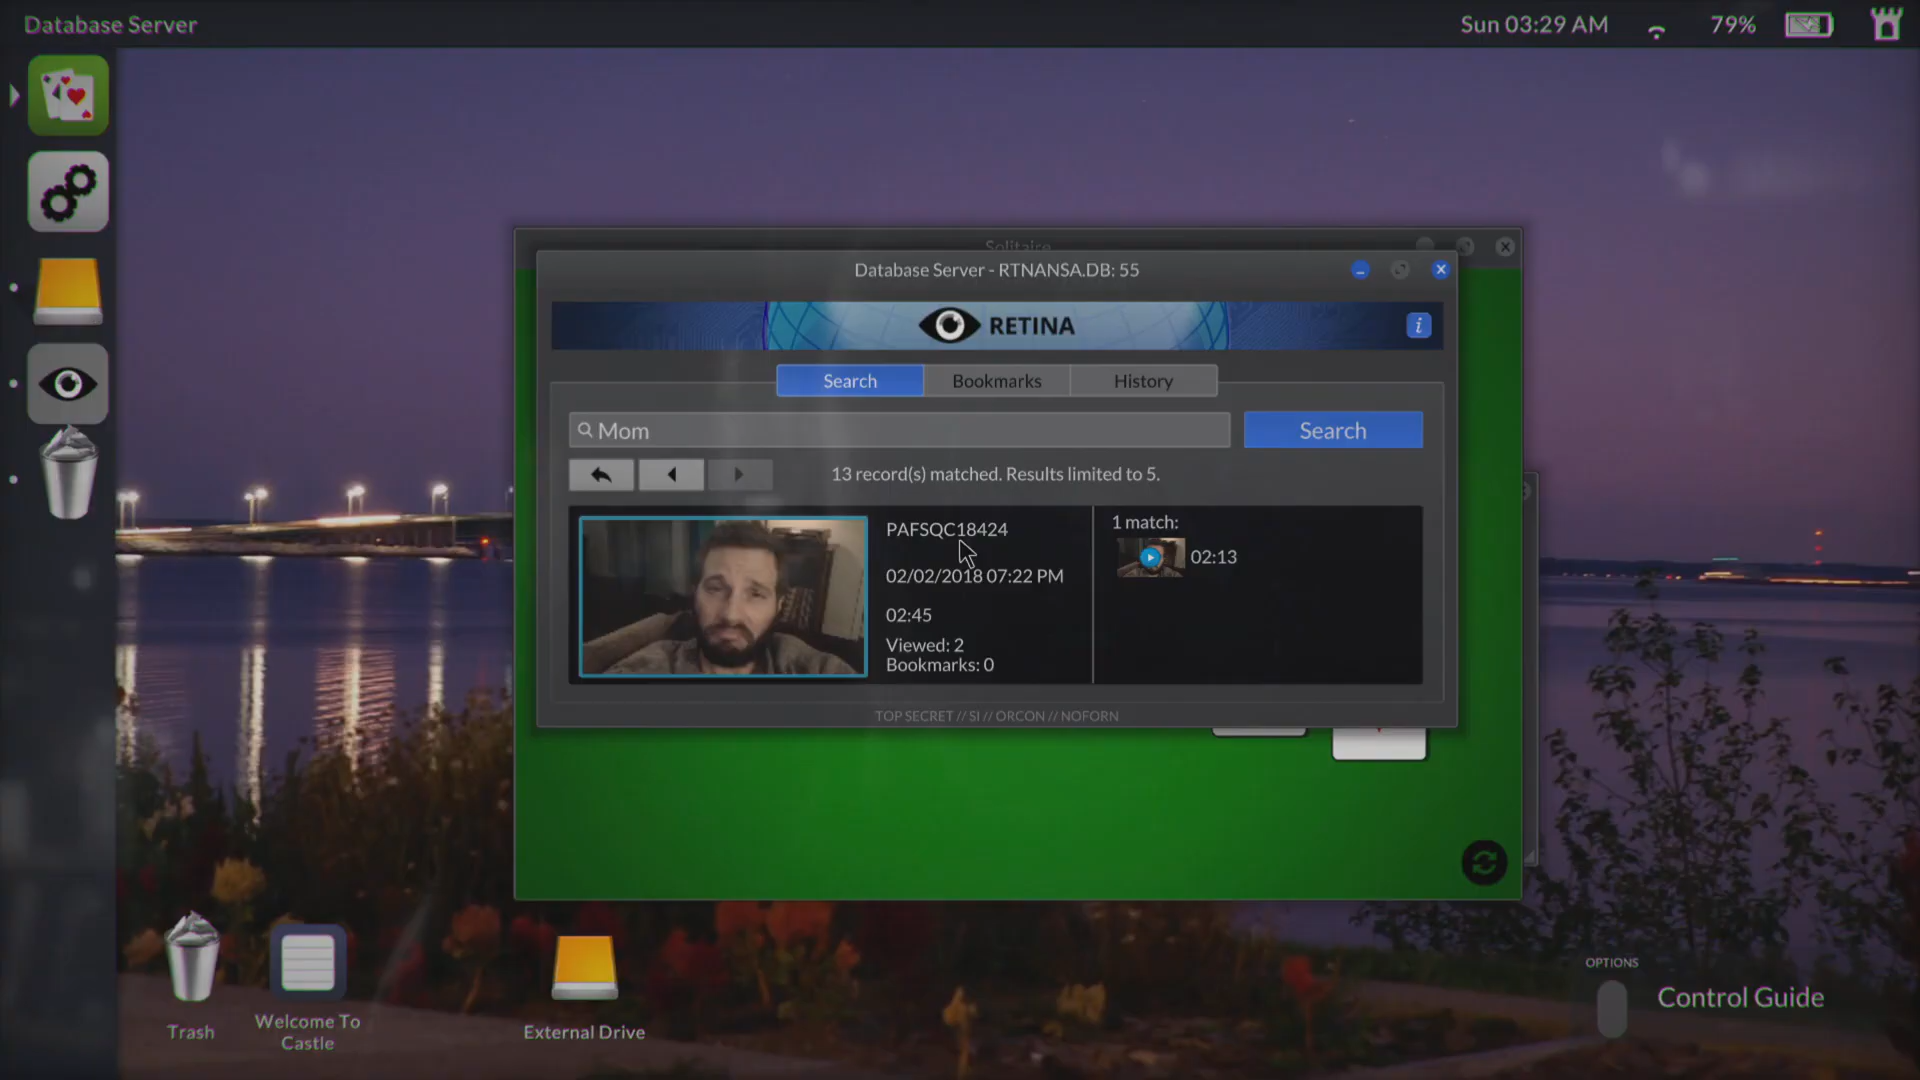 Database Server
Sun 03:29 AM
79%
Solitaire
Database Server - RTNANSA.DB: 55
RETINA
i
Search
Bookmarks
History
Mom
Search
13 record(s) matched. Results limited to 5.
PAFSQC18424
02/02/2018 07:22 PM
02:45
Viewed: 2
Bookmarks: 0
1 match:
02:13
TOP SECRET // SI // ORCON // NOFORN
Trash
Welcome To
Castle
External Drive
OPTIONS
Control Guide